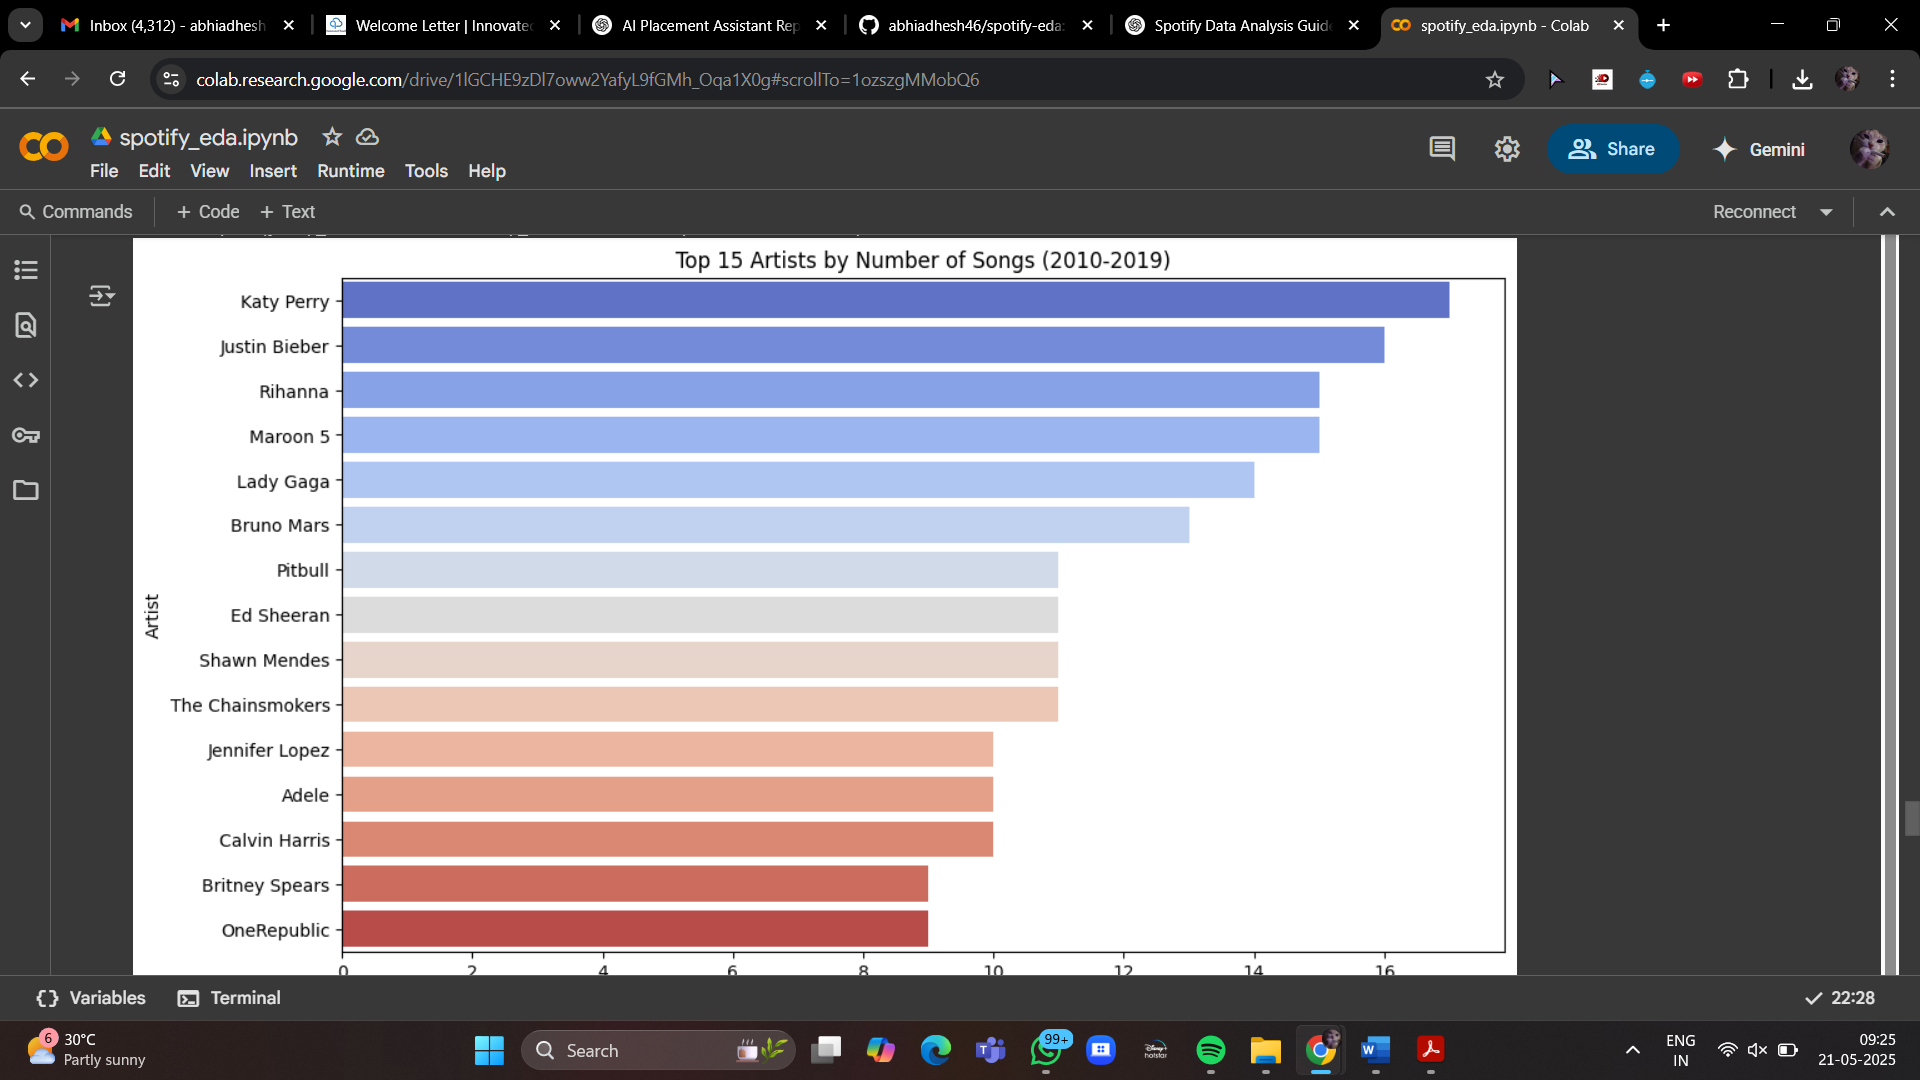 Inbox (4,312) - abhiadhesh
Welcome Letter | Innovated
AI Placement Assistant Rep
abhiadhesh46/spotify-eda:
Spotify Data Analysis Guide
spotify_eda.ipynb - Colab
colab.research.google.com/drive/1lGCHE9zDl7oww2YafyL9fGMh_Oqa1X0g#scrollTo=1ozszgMMobQ6
CO
spotify_eda.ipynb
File Edit View Insert Runtime Tools Help
Share
Gemini
Commands
+ Code + Text
Reconnect
Top 15 Artists by Number of Songs (2010-2019)
Katy Perry
Justin Bieber
Rihanna
Maroon 5
Lady Gaga
Bruno Mars
Pitbull
Artist
Ed Sheeran
Shawn Mendes
The Chainsmokers
Jennifer Lopez
Adele
Calvin Harris
Britney Spears
OneRepublic
0 2 4 6 8 10 12 14 16
Variables
Terminal
22:28
6
30°C
Partly sunny
Search
99+
Disney+
hotstar
ENG
IN
09:25
21-05-2025